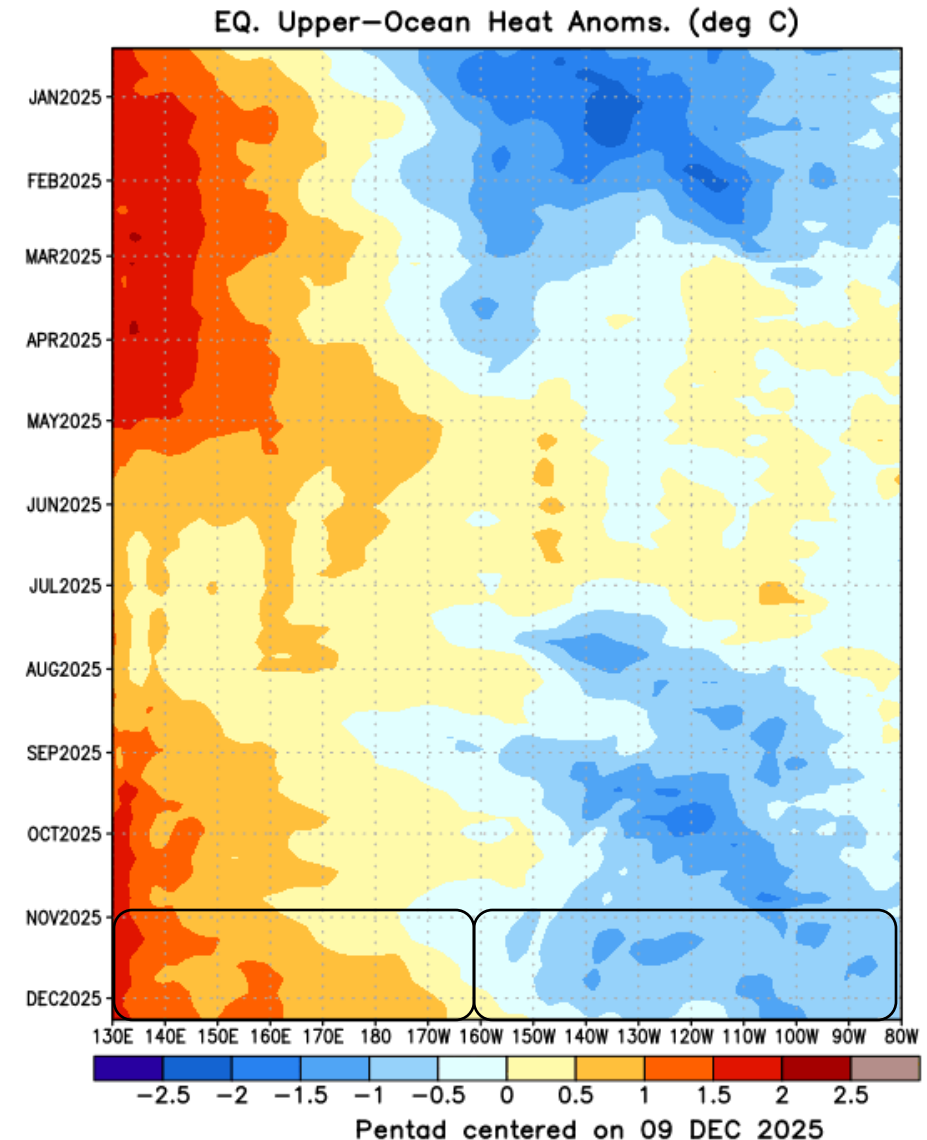 EQ. Upper-Ocean Heat Anoms. (deg C)
JAN2025
FEB2025
MAR2025
APR2025
MAY2025
JUN2025
JUL2025
AUG2025
SEP2025
OCT2025
NOV2025
DEC2025
130E 140E 150E 160E 170E 180 170W 160W 150W 140W 130W 120W 110W 100W 90W 80W
-2.5 -2 -1.5 -1 -0.5 0 0.5 1 1.5 2 2.5
Pentad centered on 09 DEC 2025